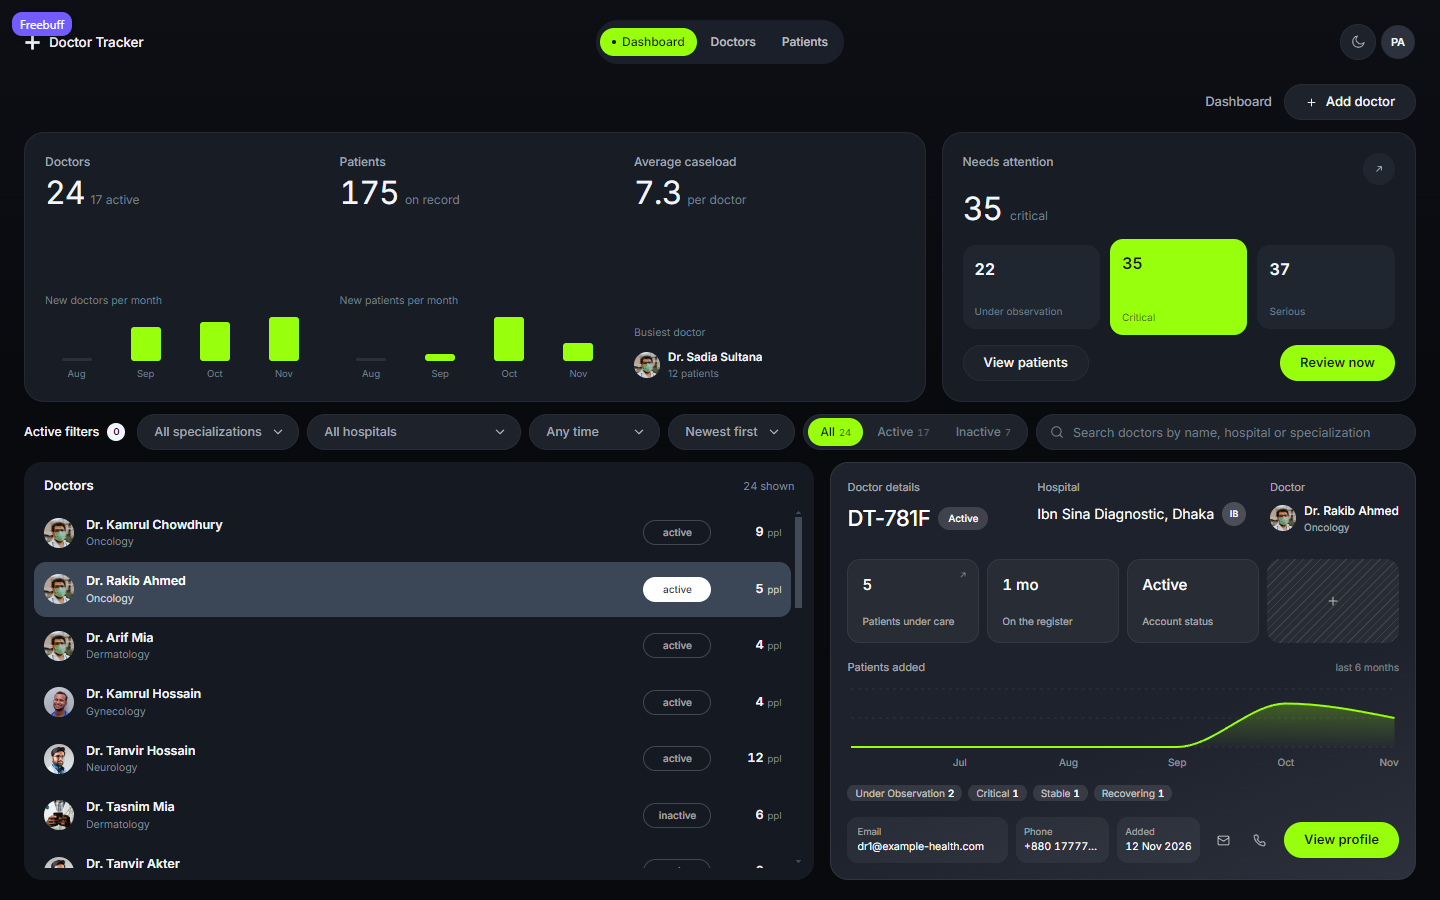 Freebuff
Doctor Tracker
Dashboard Doctors Patients
PA
Dashboard + Add doctor
Doctors
24 17 active
New doctors per month
Aug Sep Oct Nov
Patients
175 on record
New patients per month
Aug Sep Oct Nov
Average caseload
7.3 per doctor
Busiest doctor
Dr. Sadia Sultana
12 patients
Needs attention
35 critical
22
Under observation
35
Critical
37
Serious
View patients Review now
Active filters 0 All specializations All hospitals Any time Newest first All 24 Active 17 Inactive 7 Search doctors by name, hospital or specialization
Doctors 24 shown
Dr. Kamrul Chowdhury
Oncology
active 9 ppl
Dr. Rakib Ahmed
Oncology
active 5 ppl
Dr. Arif Mia
Dermatology
active 4 ppl
Dr. Kamrul Hossain
Gynecology
active 4 ppl
Dr. Tanvir Hossain
Neurology
active 12 ppl
Dr. Tasnim Mia
Dermatology
inactive 6 ppl
Dr. Tanvir Akter
Doctor details
DT-781F Active
Hospital
Ibn Sina Diagnostic, Dhaka IB
Doctor
Dr. Rakib Ahmed
Oncology
5
Patients under care
1 mo
On the register
Active
Account status
+
Patients added last 6 months
Jul Aug Sep Oct Nov
Under Observation 2 Critical 1 Stable 1 Recovering 1
Email
dr1@example-health.com
Phone
+880 17777...
Added
12 Nov 2026
View profile